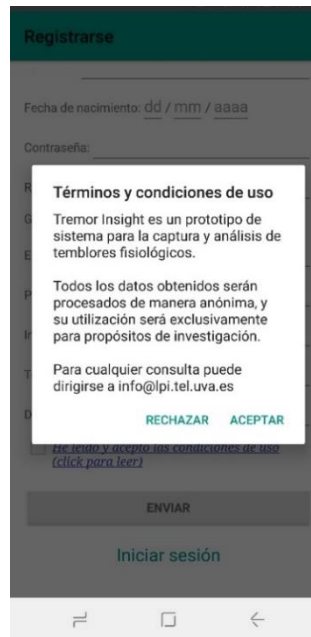 Registrarse
Fecha de nacimiento: dd / mm / aaaa
Contraseña:
R
Términos y condiciones de uso
G
Tremor Insight es un prototipo de
sistema para la captura y análisis de
E
temblores fisiológicos.
P
Todos los datos obtenidos serán
procesados de manera anónima, y
su utilización será exclusivamente
para propósitos de investigación.
T
Para cualquier consulta puede
dirigirse a info@lpi.tel.uva.es
D
RECHAZAR ACEPTAR
He leído y acepto las condiciones de uso
(click para leer)
ENVIAR
Iniciar sesión